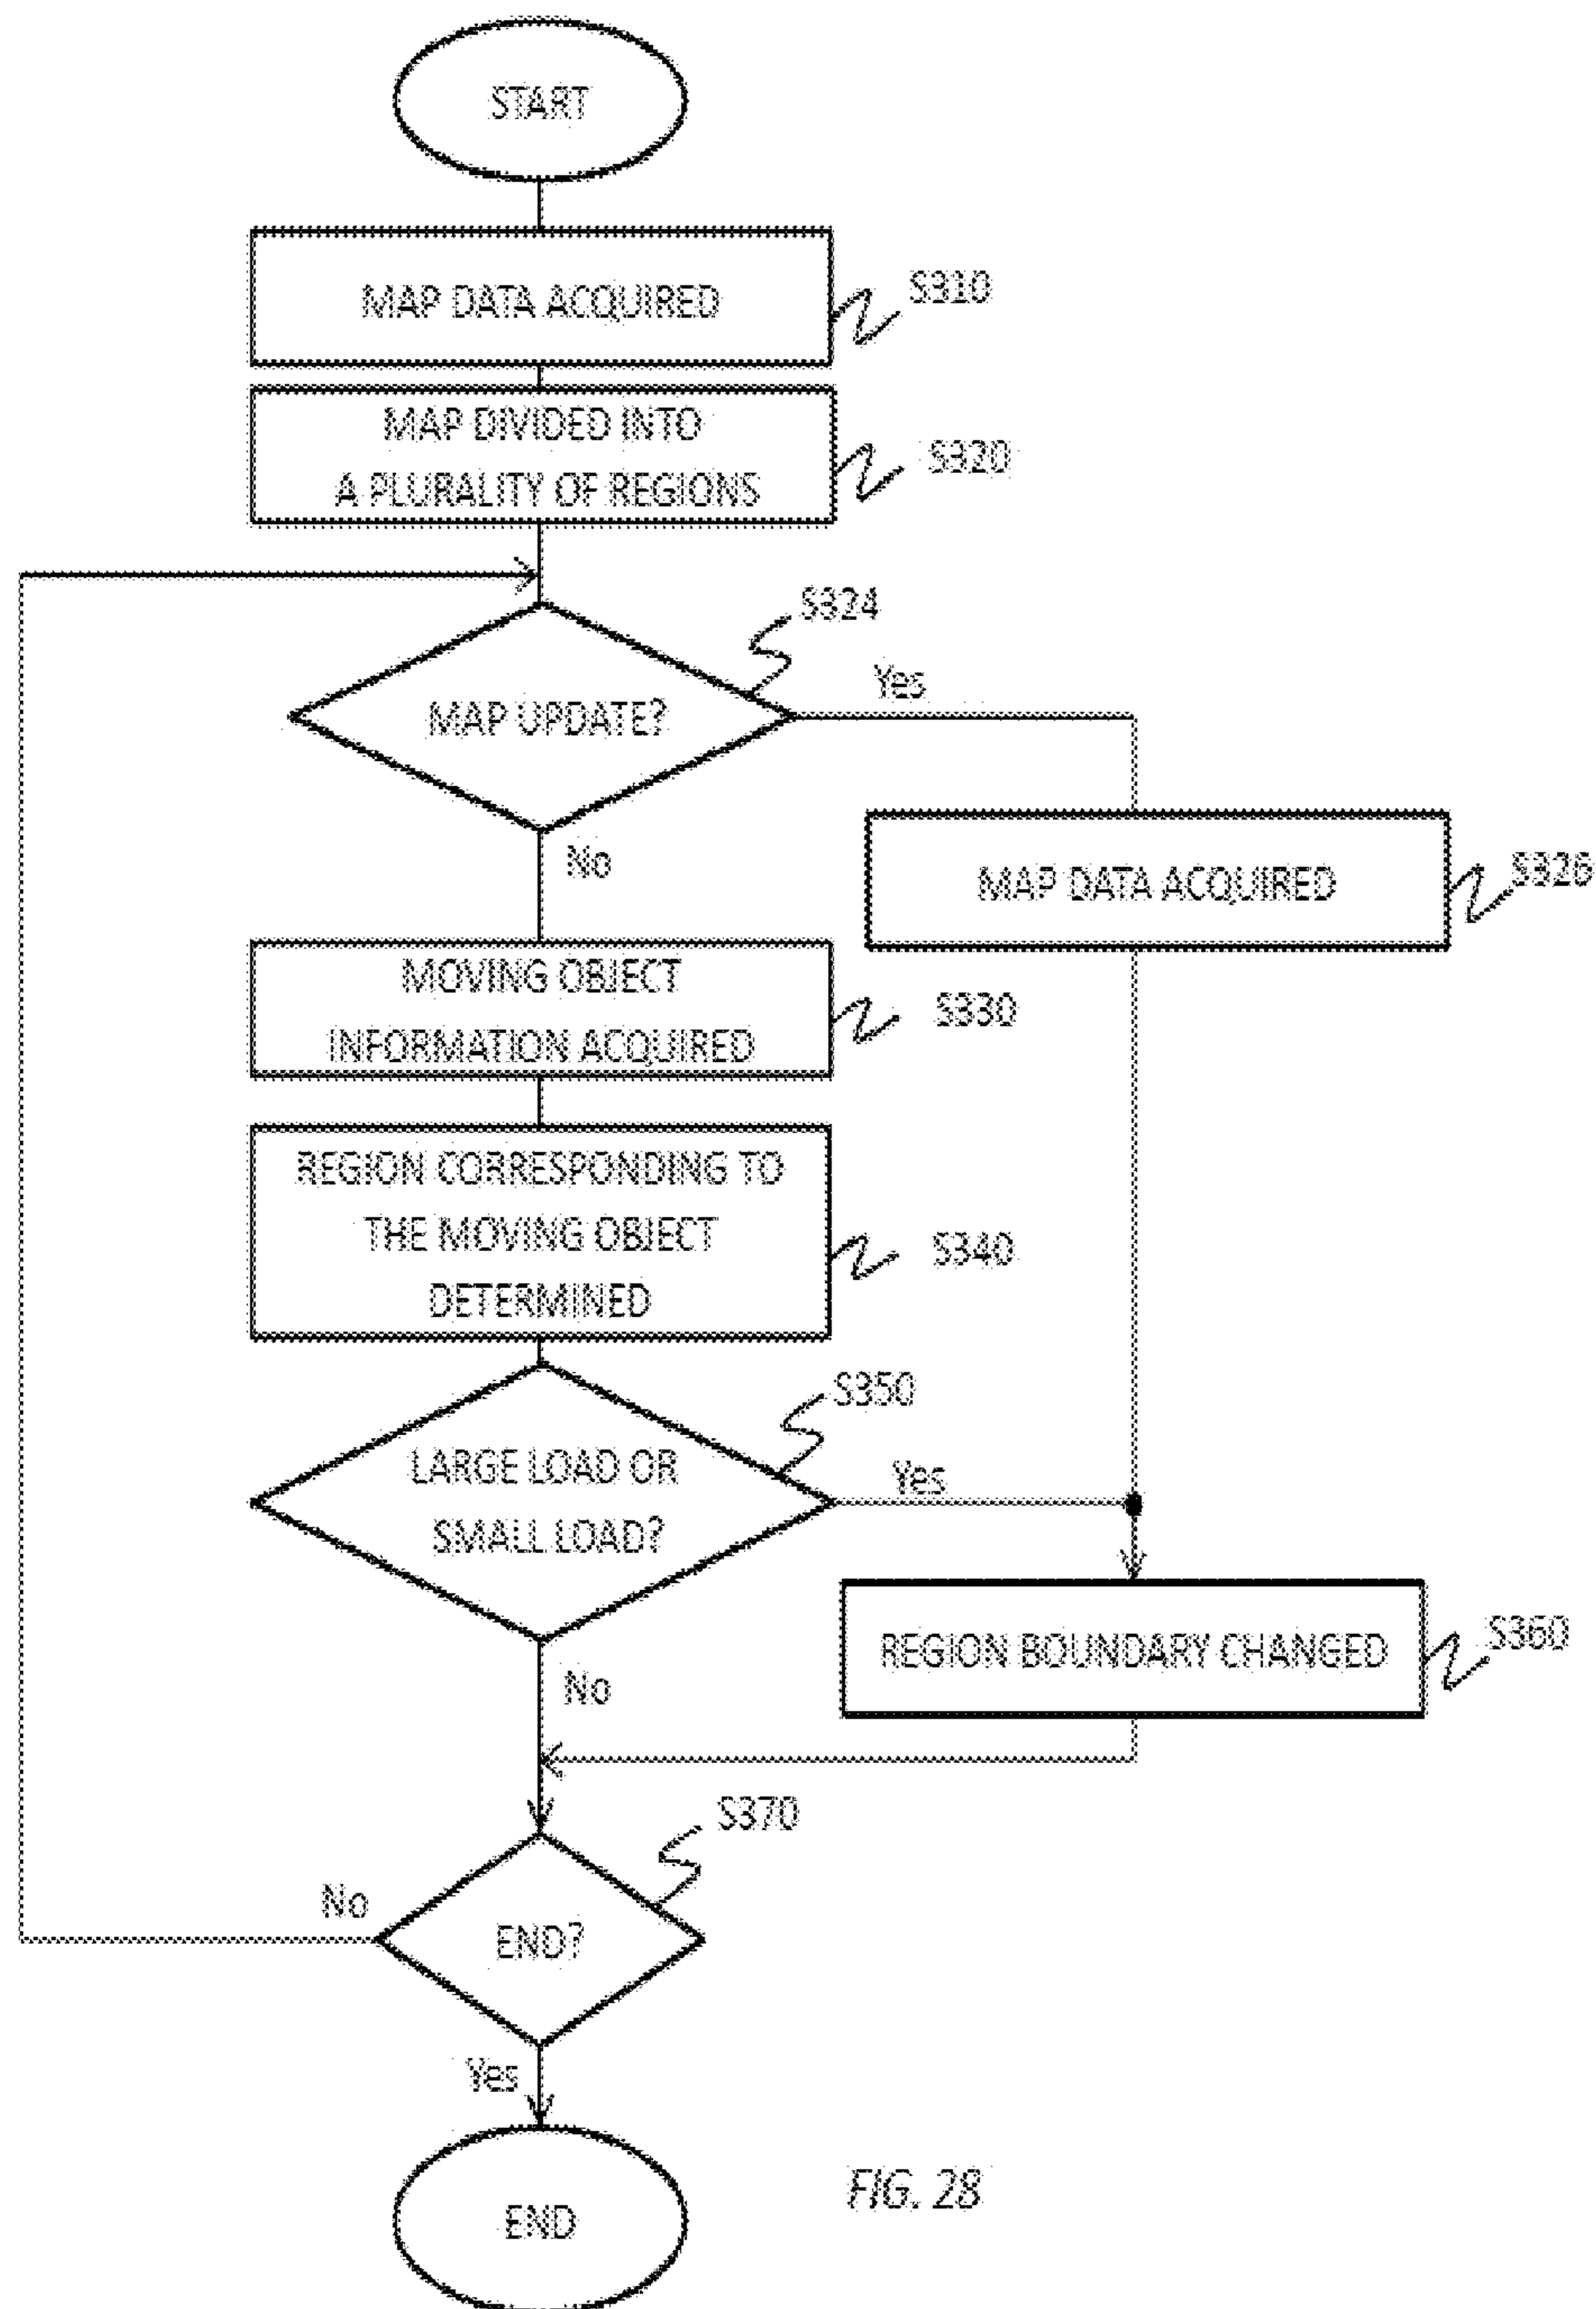 START
MAP DATA ACQUIRED
S310
MAP DIVIDED INTO
A PLURALITY OF REGIONS
S320
S324
MAP UPDATE?
Yes
No
MAP DATA ACQUIRED
S326
MOVING OBJECT
INFORMATION ACQUIRED
S330
REGION CORRESPONDING TO
THE MOVING OBJECT
DETERMINED
S340
S350
LARGE LOAD OR
SMALL LOAD?
Yes
No
REGION BOUNDARY CHANGED
S360
S370
No
END?
Yes
END
FIG. 28